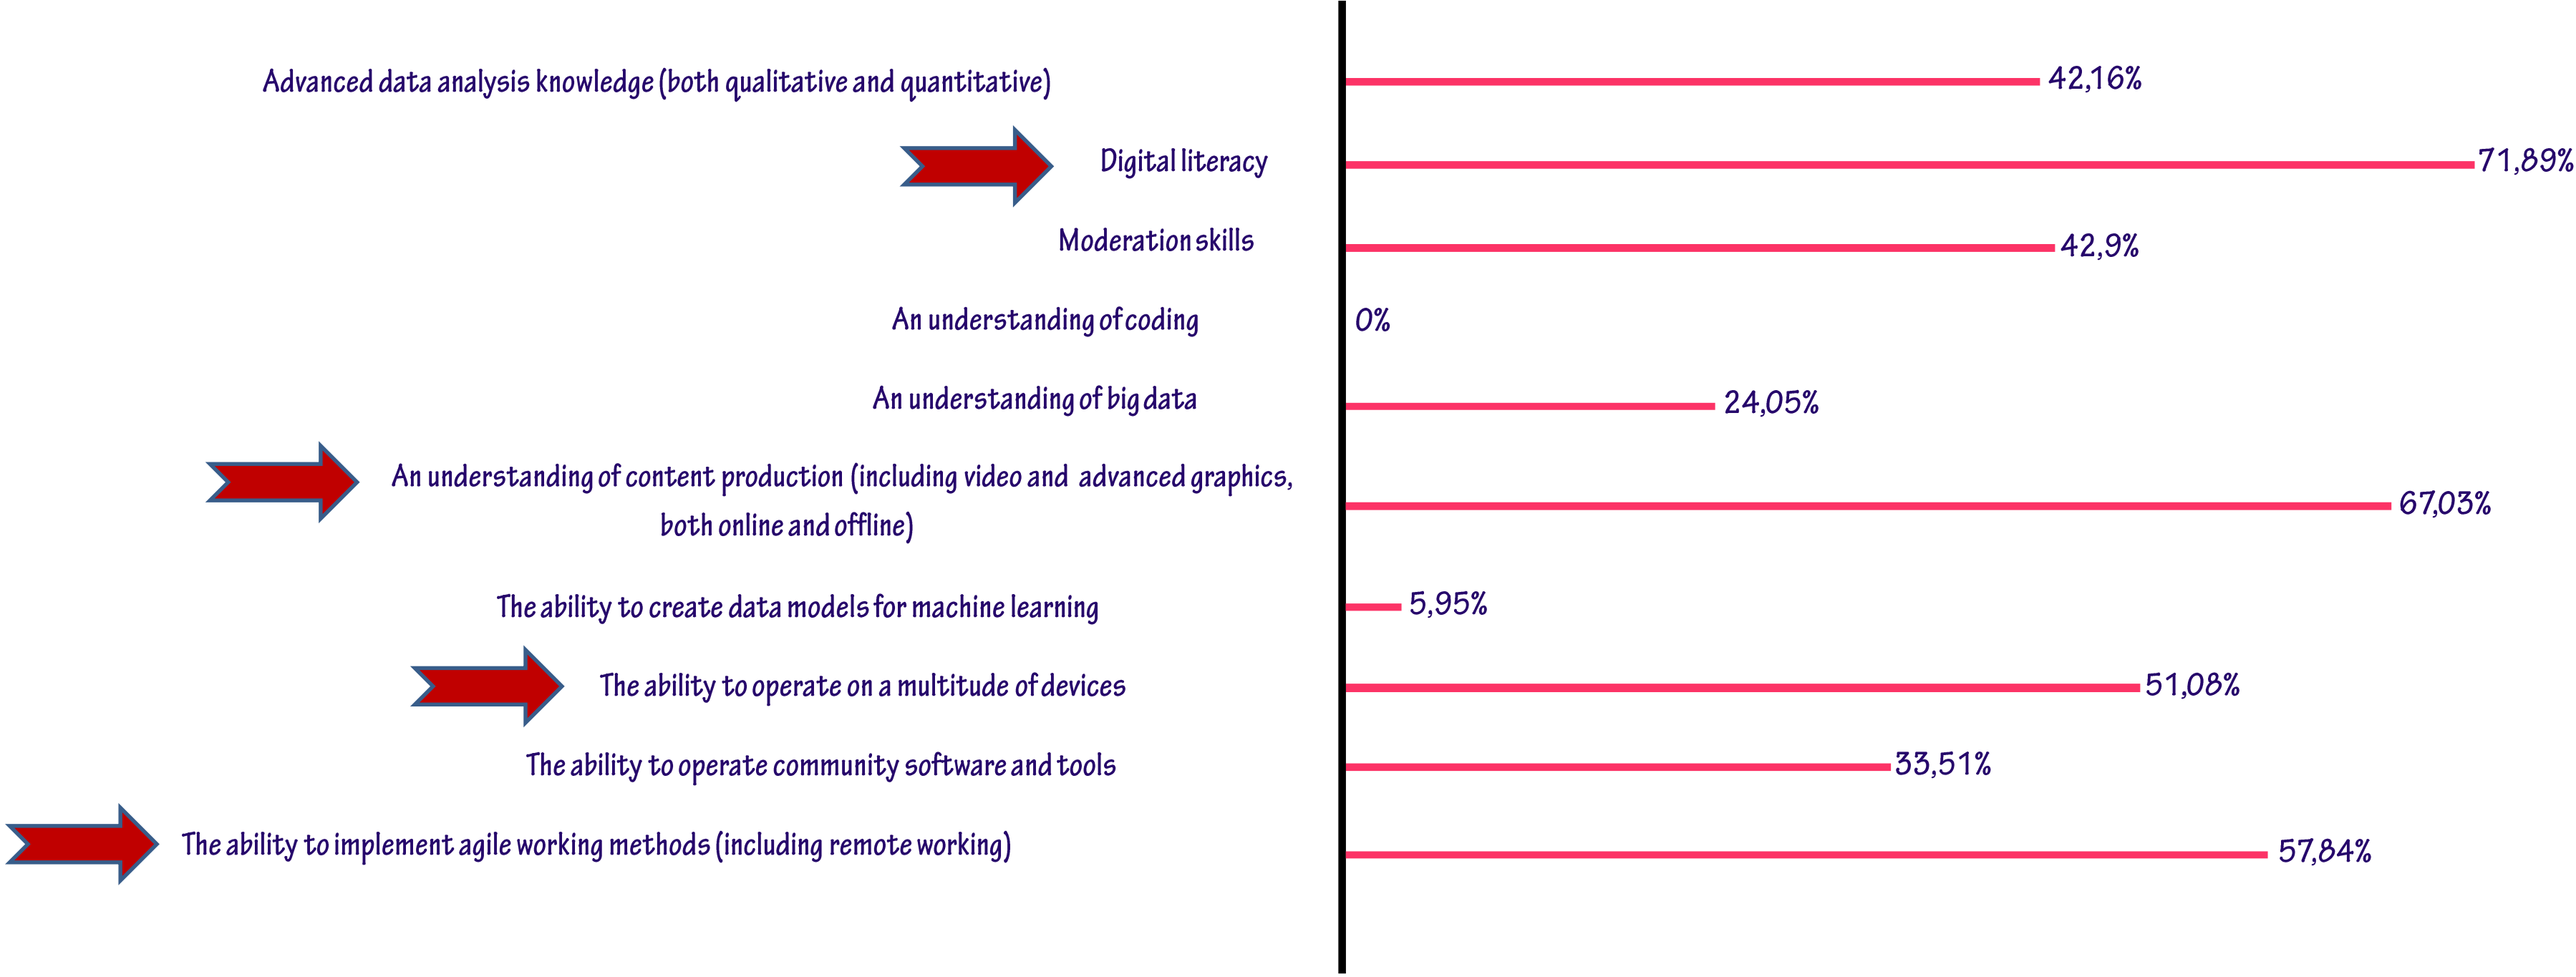 Advanced data analysis knowledge (both qualitative and quantitative)
42,16%
Digital literacy
71,89%
Moderation skills
42,9%
An understanding of coding
0%
An understanding of big data
24,05%
An understanding of content production (including video and advanced graphics,
both online and offline)
67,03%
The ability to create data models for machine learning
5,95%
The ability to operate on a multitude of devices
51,08%
The ability to operate community software and tools
33,51%
The ability to implement agile working methods (including remote working)
57,84%